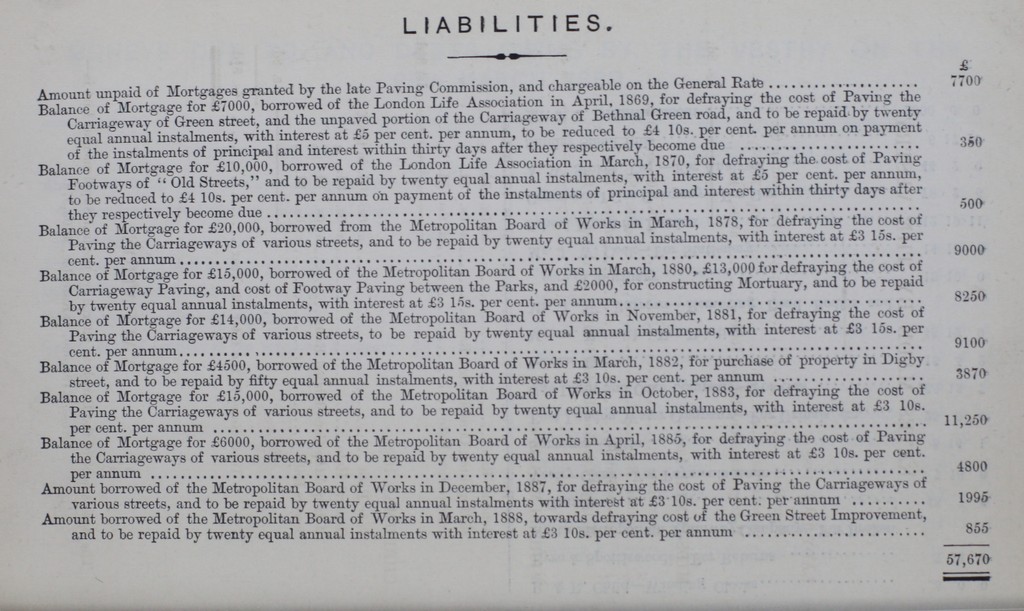 LIABILITIES.
£
Amount unpaid of Mortgages granted by the late Paving Commission, and chargeable on the General Rate .................... 7700
Balance of Mortgage for £7000, borrowed of the London Life Association in April, 1869, for defraying the cost of Paving the
Carriageway of Green street, and the unpaved portion of the Carriageway of Bethnal Green road, and to be repaid by twenty
equal annual instalments, with interest at £5 per cent. per annum, to be reduced to £4 10s. per cent. per annum on payment
of the instalments of principal and interest within thirty days after they respectively become due ........................ 350
Balance of Mortgage for £10,000, borrowed of the London Life Association in March, 1870, for defraying the cost of Paving
Footways of "Old Streets," and to be repaid by twenty equal annual instalments, with interest at £5 per cent. per annum,
to be reduced to £4 10s. per cent. per annum on payment of the instalments of principal and interest within thirty days after
they respectively become due ........................ 500
Balance of Mortgage for £20,000, borrowed from the Metropolitan Board of Works in March, 1878, for defraying the cost of
Paving the Carriageways of various streets, and to be repaid by twenty equal annual instalments, with interest at £3 15s. per
cent. per annum ........................ 9000
Balance of Mortgage for £15,000, borrowed of the Metropolitan Board of Works in March, 1880, £13,000 for defraying the cost of
Carriageway Paving, and cost of Footway Paving between the Parks, and £2000, for constructing Mortuary, and to be repaid
by twenty equal annual instalments, with interest at £3 15s. per cent. per annum ........................ 8250
Balance of Mortgage for £14,000, borrowed of the Metropolitan Board of Works in November, 1881, for defraying the cost of
Paving the Carriageways of various streets, to be repaid by twenty equal annual instalments, with interest at £3 15s. per
cent. per annum ........................ 9100
Balance of Mortgage for £4500, borrowed of the Metropolitan Board of Works in March, 1882, for purchase of property in Digby
street, and to be repaid by fifty equal annual instalments, with interest at £3 10s. per cent. per annum .................... 3870
Balance of Mortgage for £15,000, borrowed of the Metropolitan Board of Works in October, 1883, for defraying the cost of
Paving the Carriageways of various streets, and to be repaid by twenty equal annual instalments, with interest at £3 10s.
per cent. per annum ........................ 11,250
Balance of Mortgage for £6000, borrowed of the Metropolitan Board of Works in April, 1885, for defraying the cost of Paving
the Carriageways of various streets, and to be repaid by twenty equal annual instalments, with interest at £3 10s. per cent.
per annum ........................ 4800
Amount borrowed of the Metropolitan Board of Works in December, 1887, for defraying the cost of Paving the Carriageways of
various streets, and to be repaid by twenty equal annual instalments with interest at £3 10s. per cent. per annum .......... 1995
Amount borrowed of the Metropolitan Board of Works in March, 1888, towards defraying cost of the Green Street Improvement,
and to be repaid by twenty equal annual instalments with interest at £3 10s. per cent. per annum ........................ 855
57,670